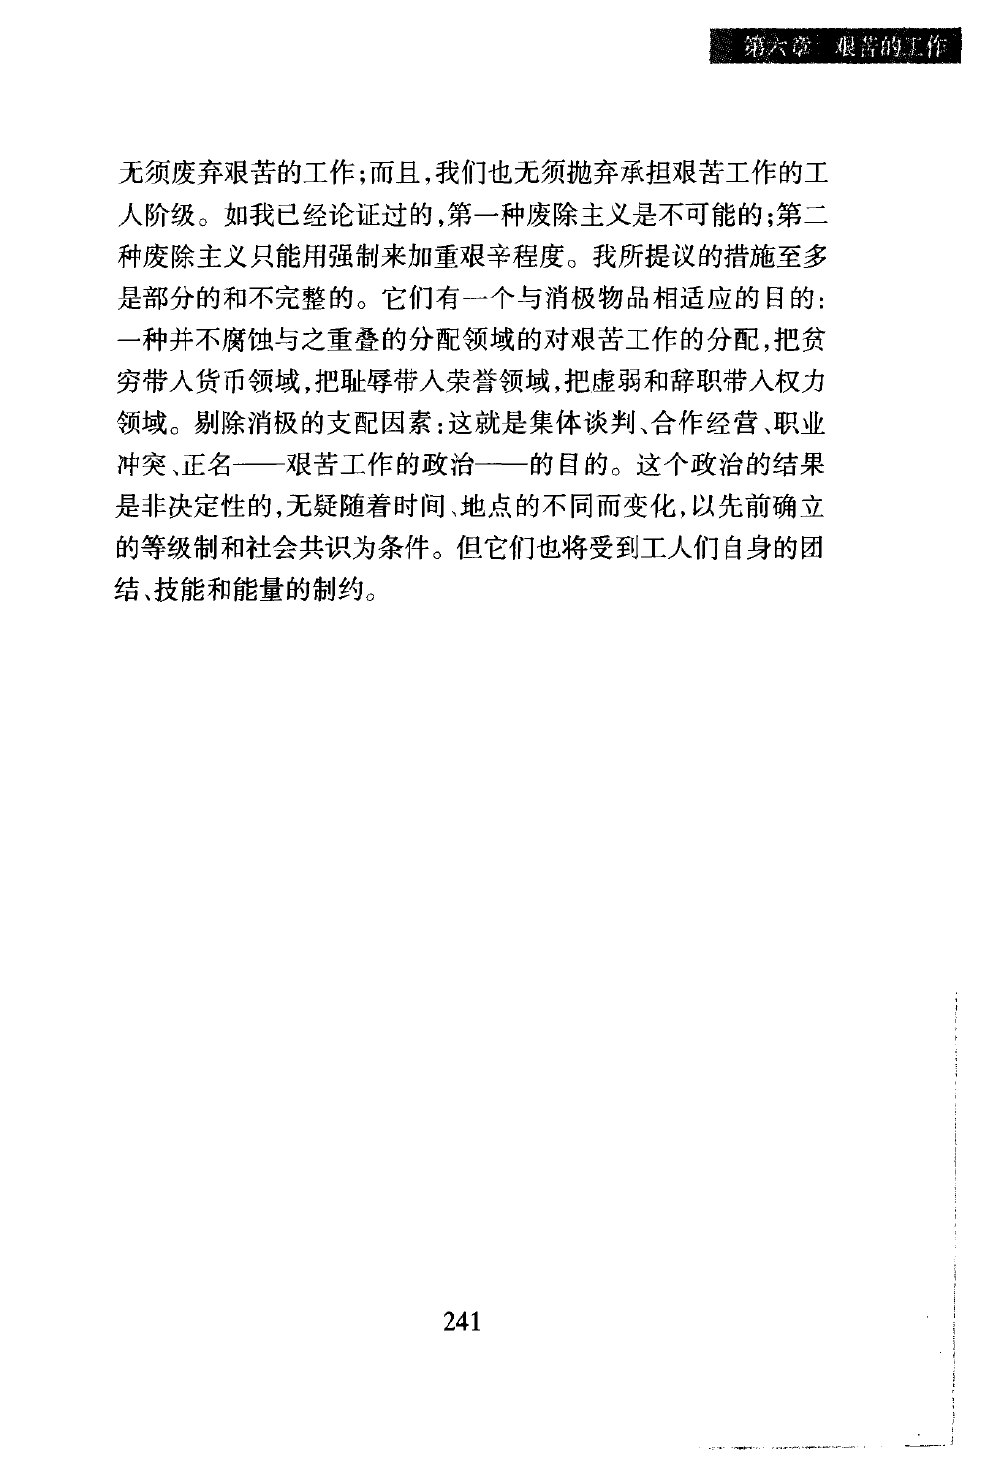 第六章 艰苦的工作
无须废弃艰苦的工作;而且,我们也无须抛弃承担艰苦工作的工
人阶级。如我已经论证过的,第一种废除主义是不可能的;第二
种废除主义只能用强制来加重艰辛程度。我所提议的措施至多
是部分的和不完整的。它们有一个与消极物品相适应的目的:
一种并不腐蚀与之重叠的分配领域的对艰苦工作的分配,把贫
穷带入货币领域,把耻辱带入荣誉领域,把虚弱和辞职带入权力
领域。剔除消极的支配因素:这就是集体谈判、合作经营、职业
冲突、正名——艰苦工作的政治——的目的。这个政治的结果
是非决定性的,无疑随着时间、地点的不同而变化,以先前确立
的等级制和社会共识为条件。但它们也将受到工人们自身的团
结、技能和能量的制约。
241